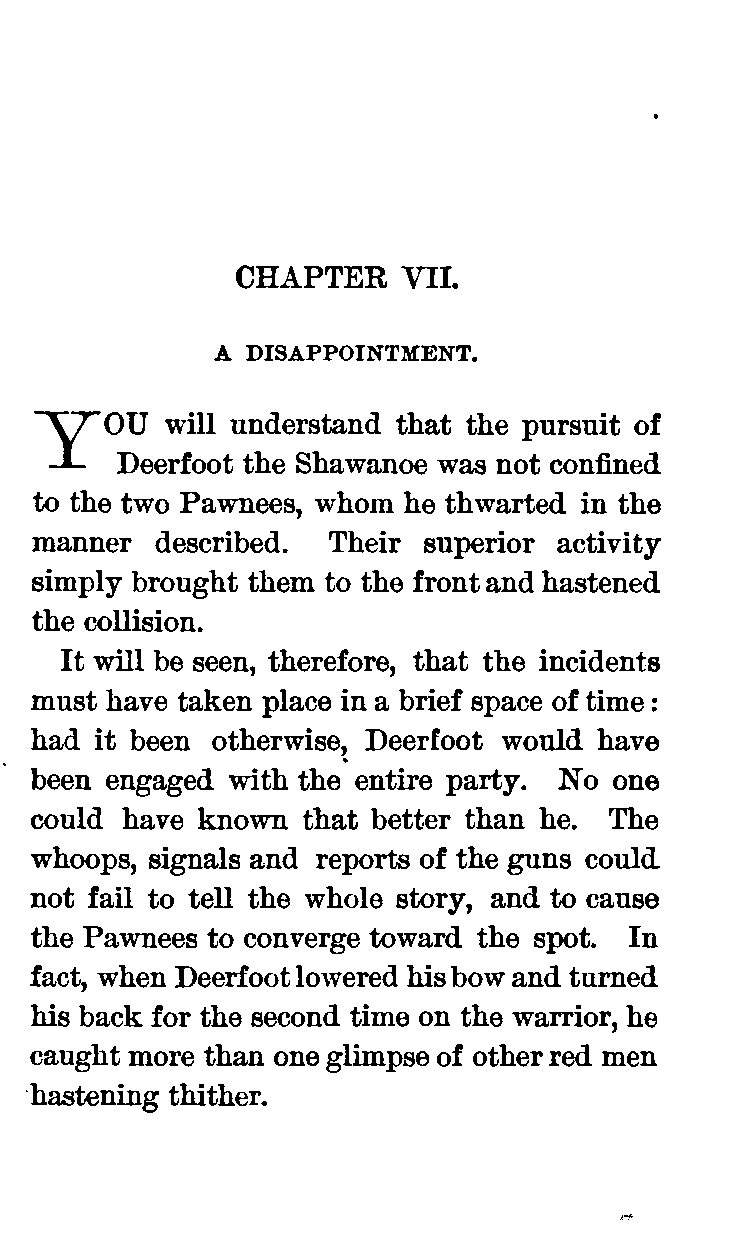 CHAPTER VII.
A DISAPPOINTMENT.
YOU will understand that the pursuit of
Deerfoot the Shawanoe was not confined
to the two Pawnees, whom he thwarted in the
manner described. Their superior activity
simply brought them to the front and hastened
the collision.
It will be seen, therefore, that the incidents
must have taken place in a brief space of time:
had it been otherwise, Deerfoot would have
been engaged with the entire party. No one
could have known that better than he. The
whoops, signals and reports of the guns could
not fail to tell the whole story, and to cause
the Pawnees to converge toward the spot. In
fact, when Deerfoot lowered his bow and turned
his back for the second time on the warrior, he
caught more than one glimpse of other red men
hastening thither.